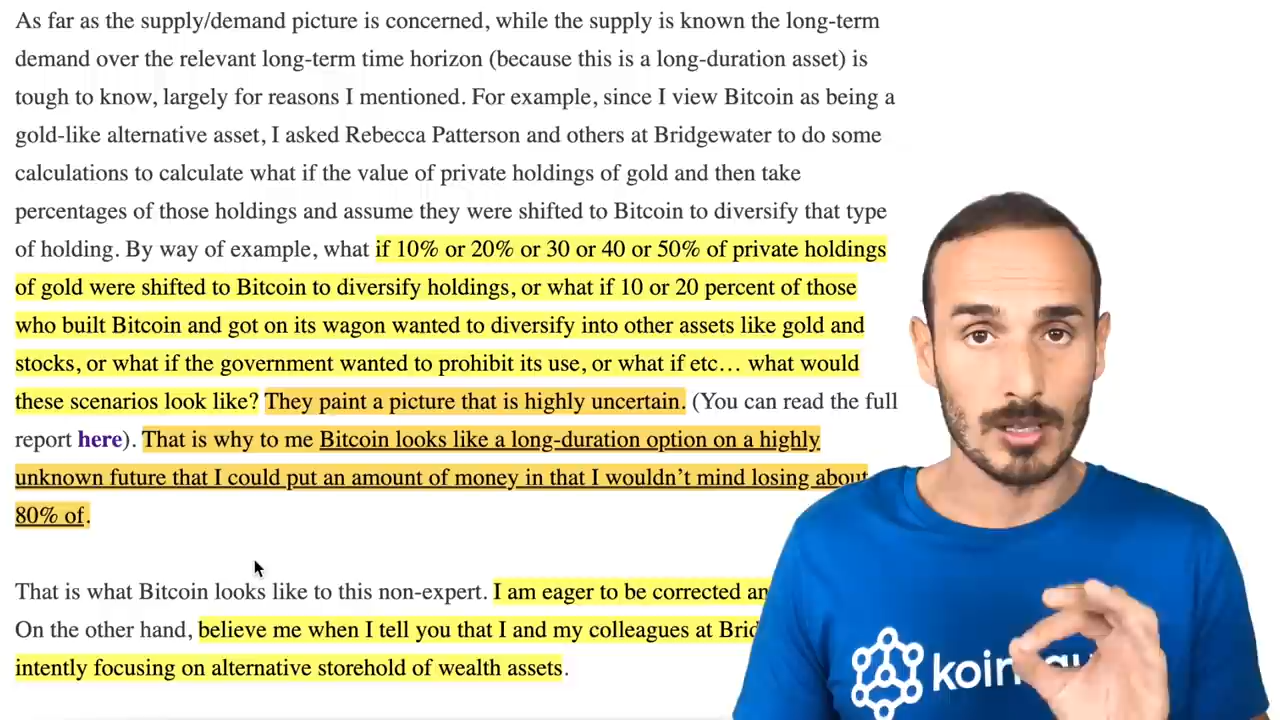 As far as the supply/demand picture is concerned, while the supply is known the long-term
demand over the relevant long-term time horizon (because this is a long-duration asset) is
tough to know, largely for reasons I mentioned. For example, since I view Bitcoin as being a
gold-like alternative asset, I asked Rebecca Patterson and others at Bridgewater to do some
calculations to calculate what if the value of private holdings of gold and then take
percentages of those holdings and assume they were shifted to Bitcoin to diversify that type
of holding. By way of example, what if 10% or 20% or 30 or 40 or 50% of private holdings
of gold were shifted to Bitcoin to diversify holdings, or what if 10 or 20 percent of those
who built Bitcoin and got on its wagon wanted to diversify into other assets like gold and
stocks, or what if the government wanted to prohibit its use, or what if etc… what would
these scenarios look like? They paint a picture that is highly uncertain. (You can read the full
report here). That is why to me Bitcoin looks like a long-duration option on a highly
unknown future that I could put an amount of money in that I wouldn’t mind losing about
80% of.
That is what Bitcoin looks like to this non-expert. I am eager to be corrected
On the other hand, believe me when I tell you that I and my colleagues at
intently focusing on alternative storehold of wealth assets.